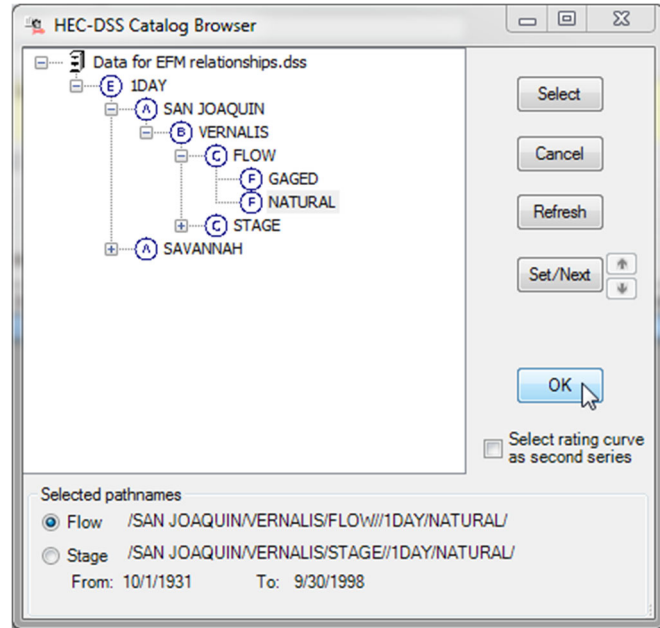 HEC-DSS Catalog Browser
Data for EFM relationships.dss
E 1DAY
A SAN JOAQUIN
B VERNALIS
C FLOW
F GAGED
F NATURAL
C STAGE
A SAVANNAH
Select
Cancel
Refresh
Set/Next
OK
Select rating curve
as second series
Selected pathnames
Flow /SAN JOAQUIN/VERNALIS/FLOW//1DAY/NATURAL/
Stage /SAN JOAQUIN/VERNALIS/STAGE//1DAY/NATURAL/
From: 10/1/1931 To: 9/30/1998